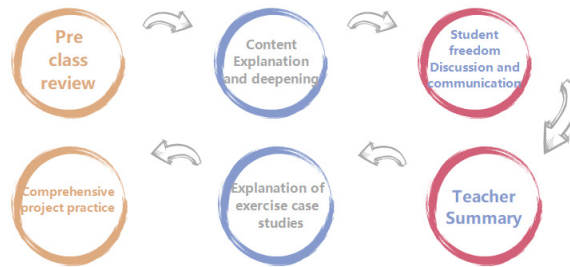 Pre
class
review
Content
Explanation
and deepening
Student
freedom
Discussion and
communication
Teacher
Summary
Explanation of
exercise case
studies
Comprehensive
project practice